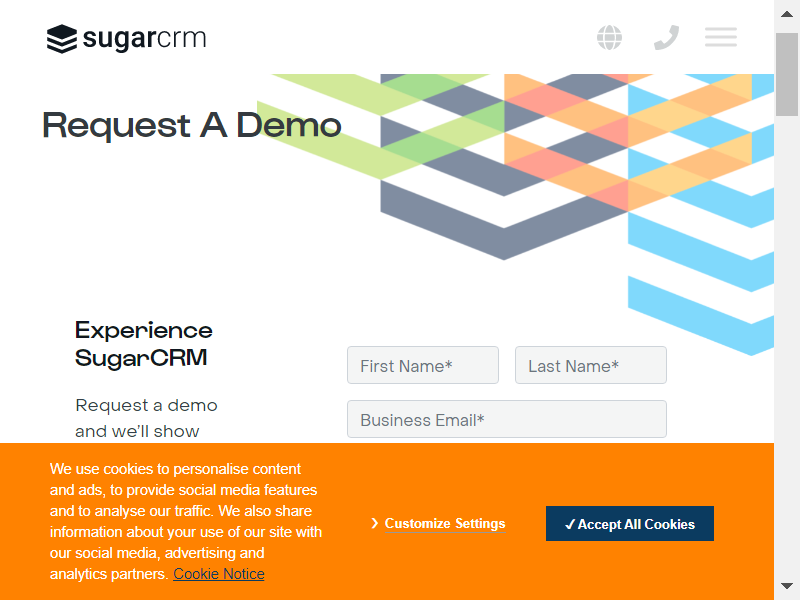 sugarcrm
Request A Demo
Experience
SugarCRM
Request a demo
and we'll show
First Name*
Last Name*
Business Email*
We use cookies to personalise content
and ads, to provide social media features
and to analyse our traffic. We also share
information about your use of our site with
our social media, advertising and
analytics partners. Cookie Notice
Customize Settings
✓Accept All Cookies